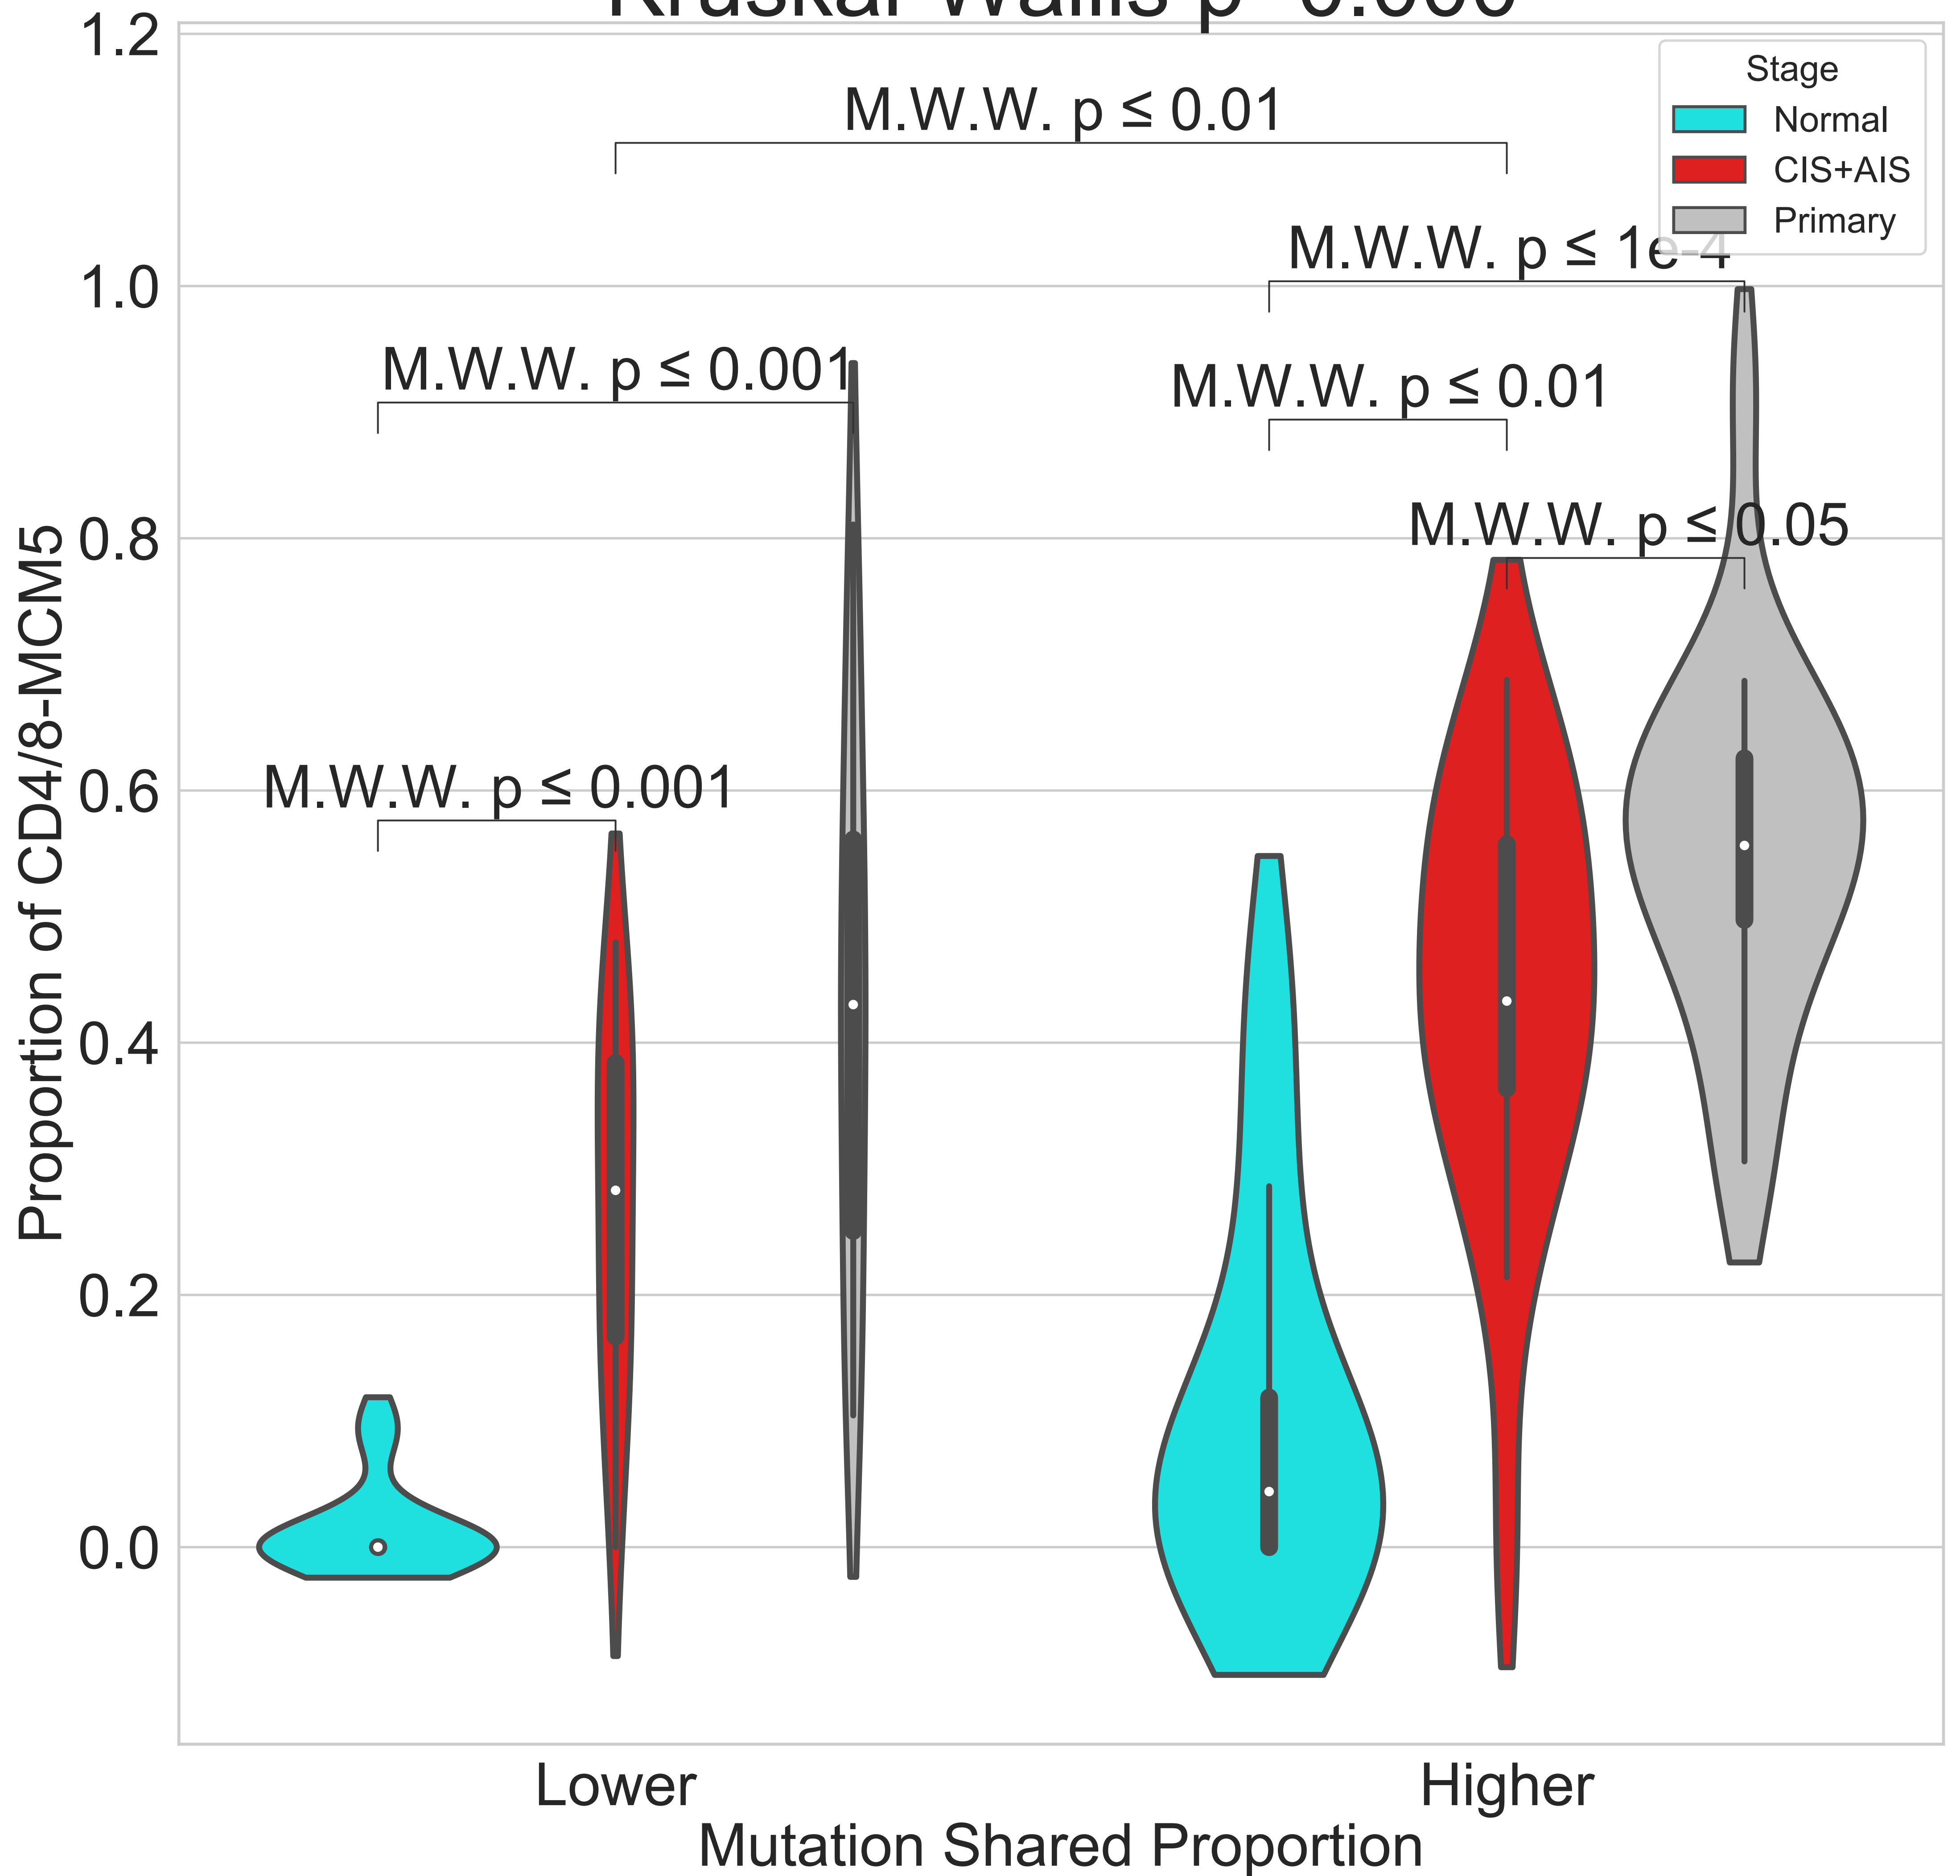 Kruskal Wallis p
1.2
Stage
Normal
CIS+AIS
Primary
M.W.W. p ≤ 0.01
M.W.W. p ≤ 1e-4
1.0
M.W.W. p ≤ 0.001
M.W.W. p ≤ 0.01
M.W.W. p ≤ 0.05
0.8
M.W.W. p ≤ 0.001
0.6
0.4
0.2
0.0
Proportion of CD4/8-MCM5
Lower
Higher
Mutation Shared Proportion